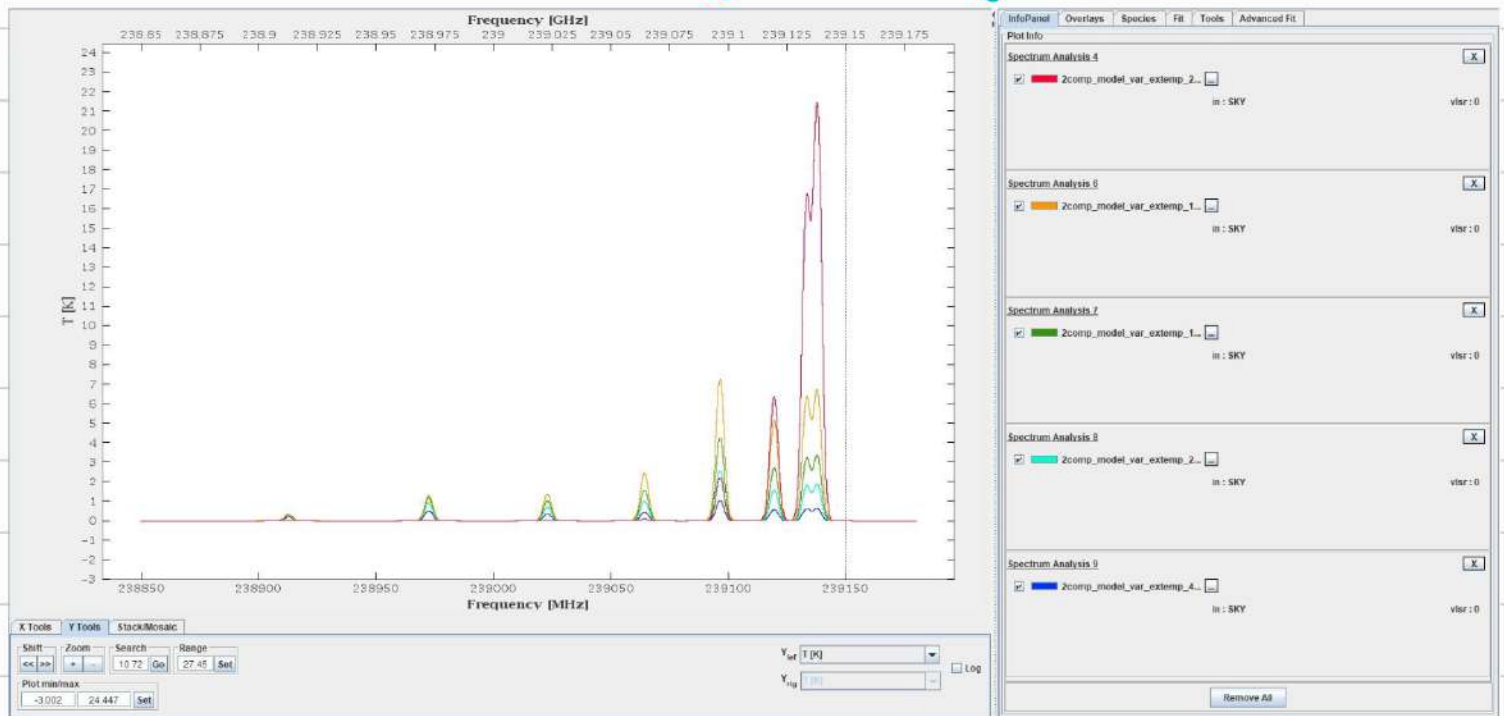 Frequency [GHz]
238.85 238.875 238.9 238.925 238.95 238.975 239 239.025 239.05 239.075 239.1 239.125 239.15 239.175
24
23
22
21
20
19
18
17
16
15
14
13
12
11
10
9
8
7
6
5
4
3
2
1
0
-1
-2
-3
T [K]
238850 238900 238950 239000 239050 239100 239150
Frequency [MHz]
X Tools Y Tools Stack/Mosaic
Shift Zoom Search Range
<< >> + - 10.72 Go 27.45 Set
Plot min/max
-3.002 24.447 Set
Y lef T [K]
Y rig T [K]
Log
InfoPanel Overlays Species Fit Tools Advanced Fit
Plot Info
Spectrum Analysis 4 X
2comp_model_var_extemp_2... ...
in : SKY vlsr : 0
Spectrum Analysis 6 X
2comp_model_var_extemp_1... ...
in : SKY vlsr : 0
Spectrum Analysis 7 X
2comp_model_var_extemp_1... ...
in : SKY vlsr : 0
Spectrum Analysis 8 X
2comp_model_var_extemp_2... ...
in : SKY vlsr : 0
Spectrum Analysis 9 X
2comp_model_var_extemp_4... ...
in : SKY vlsr : 0
Remove All